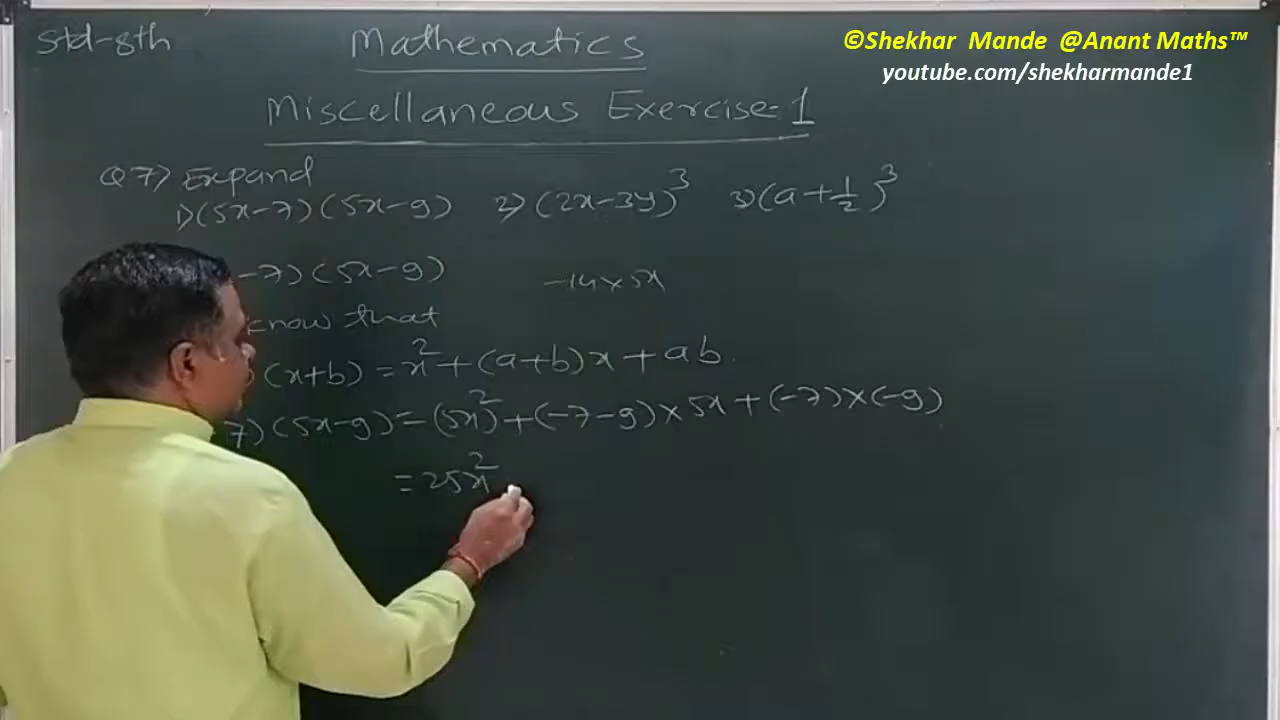 Std-8th
Mathematics
©Shekhar Mande @Anant Maths™
youtube.com/shekharmande1
Miscellaneous Exercise-1
Q7) Expand
1) (5x-7)(5x-9) 2) (2x-3y)³ 3) (a+1/2)³
-7)(5x-9)
-14×5x
know that
(x+b) = x²+(a+b)x+ab
7)(5x-9) = (5x)²+(-7-9)×5x+(-7)×(-9)
= 25x²